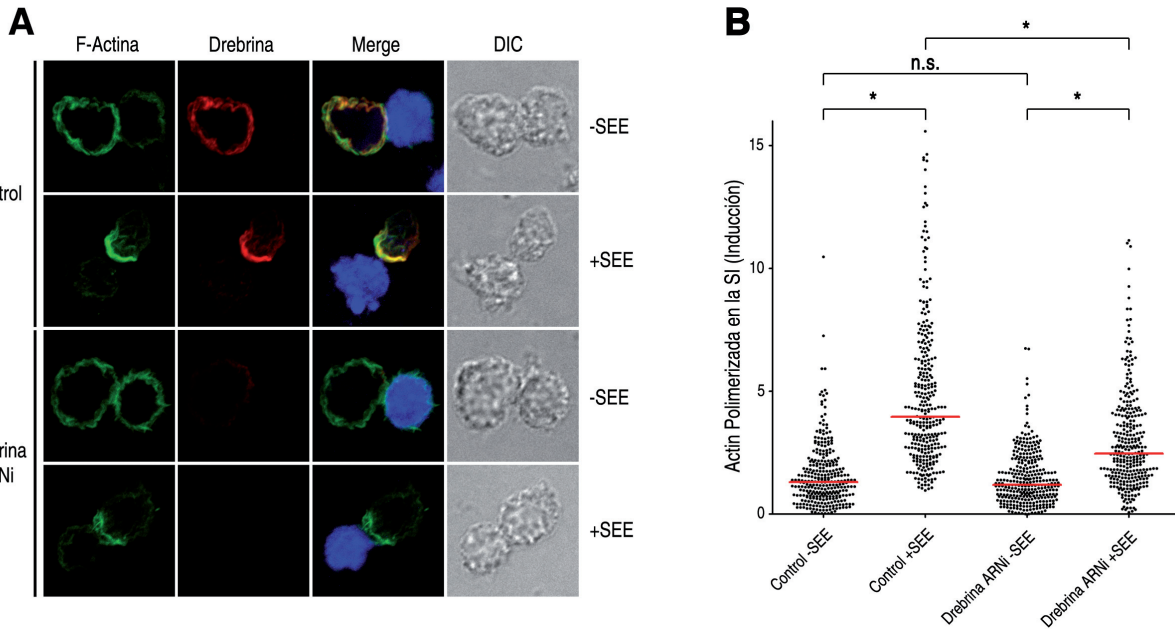 A
F-Actina Drebrina Merge DIC
-SEE
trol
+SEE
-SEE
rina
Ni
+SEE
B
*
n.s.
* *
Actin Polimerizada en la SI (Inducción)
15
10
5
0
Control -SEE
Control +SEE
Drebrina ARNi -SEE
Drebrina ARNi +SEE